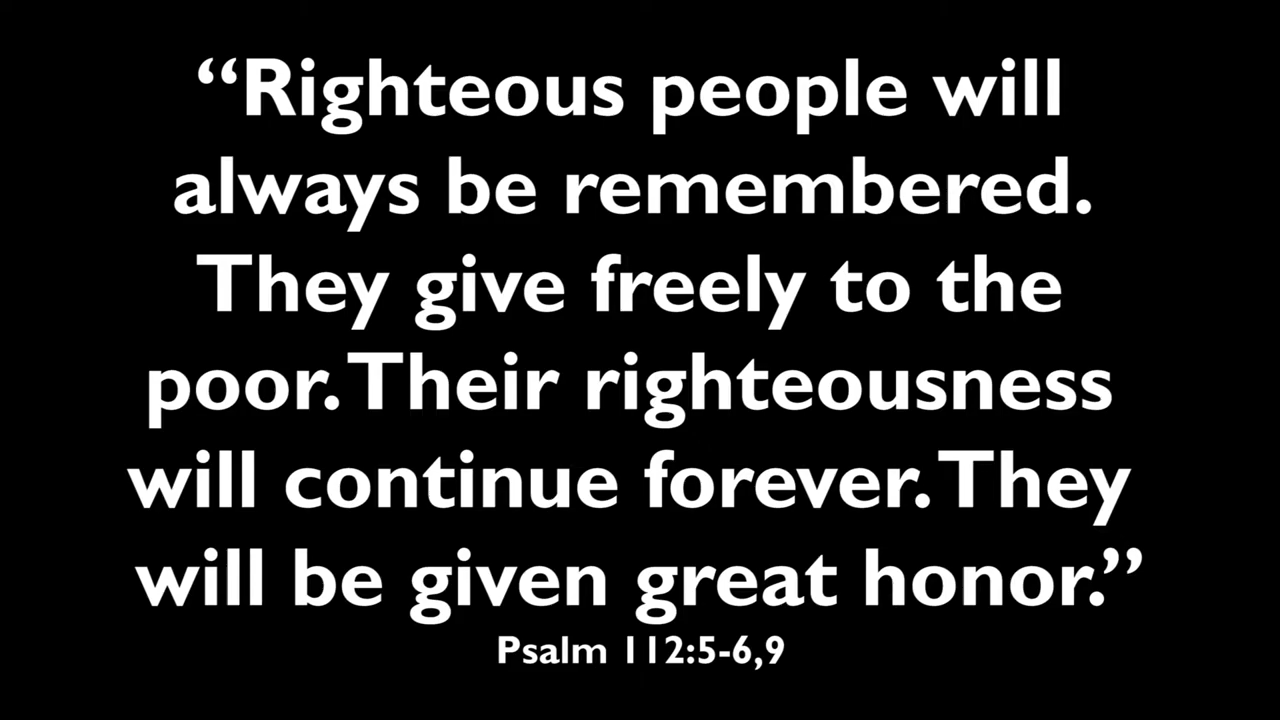 “Righteous people will
always be remembered.
They give freely to the
poor. Their righteousness
will continue forever. They
will be given great honor.”
Psalm 112:5-6,9